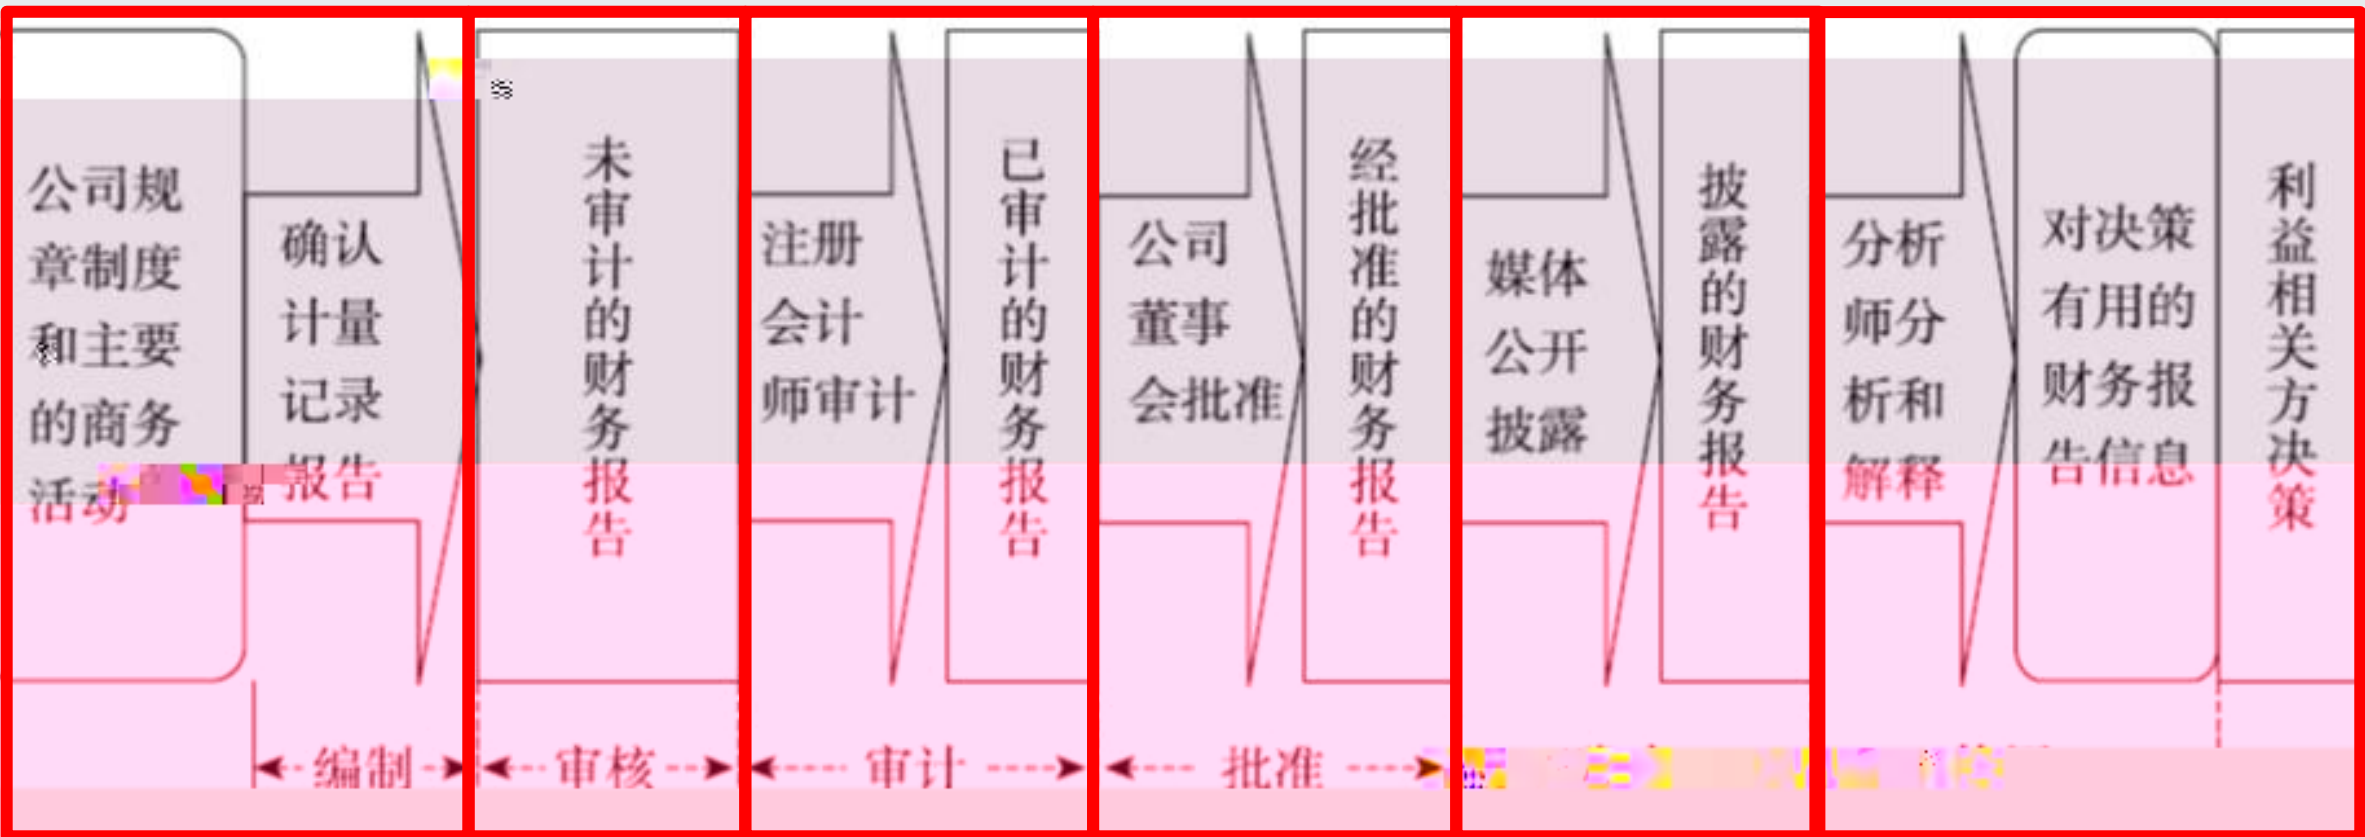 公司规
章制度
和主要
的商务
活动
确认
计量
记录
报告
未审计的财务报告
注册
会计
师审计
已审计的财务报告
公司
董事
会批准
经批准的财务报告
媒体
公开
披露
披露的财务报告
分析
师分
析和
解释
对决策
有用的
财务报
告信息
利益相关方决策
编制
审核
审计
批准